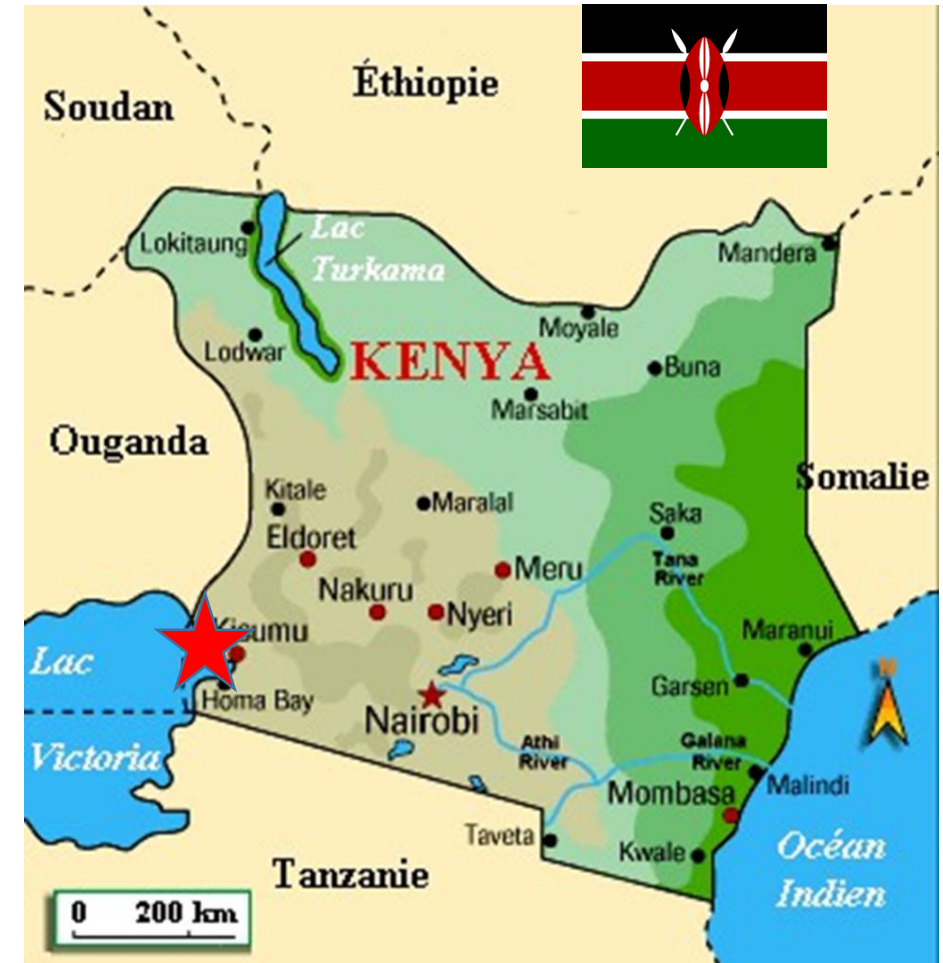 Éthiopie
Soudan
Lac
Turkama
Lokitaung
Mandera
Moyale
Lodwar
KENYA
Buna
Marsabit
Ouganda
Somalie
Kitale
Maralal
Saka
Eldoret
Tana
River
Meru
Nakuru
Nyeri
Maranui
Lac
Garsen
Homa Bay
Nairobi
Athi
River
Galana
River
Victoria
Malindi
Mombasa
Taveta
Kwale
Océan
Indien
Tanzanie
0 200 km
N